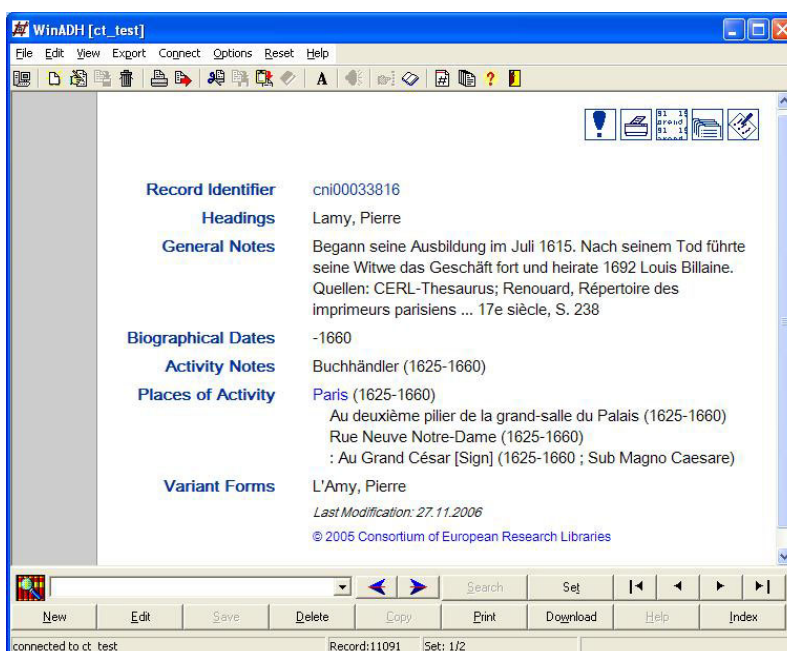 WinADH [ct_test]
File Edit View Export Connect Options Reset Help
A ?
Record Identifier cni00033816
Headings Lamy, Pierre
General Notes Begann seine Ausbildung im Juli 1615. Nach seinem Tod führte
seine Witwe das Geschäft fort und heirate 1692 Louis Billaine.
Quellen: CERL-Thesaurus; Renouard, Répertoire des
imprimeurs parisiens ... 17e siècle, S. 238
Biographical Dates -1660
Activity Notes Buchhändler (1625-1660)
Places of Activity Paris (1625-1660)
Au deuxième pilier de la grand-salle du Palais (1625-1660)
Rue Neuve Notre-Dame (1625-1660)
: Au Grand César [Sign] (1625-1660 ; Sub Magno Caesare)
Variant Forms L'Amy, Pierre
Last Modification: 27.11.2006
© 2005 Consortium of European Research Libraries
Search Set
New Edit Save Delete Copy Print Download Help Index
connected to ct_test Record:11091 Set: 1/2